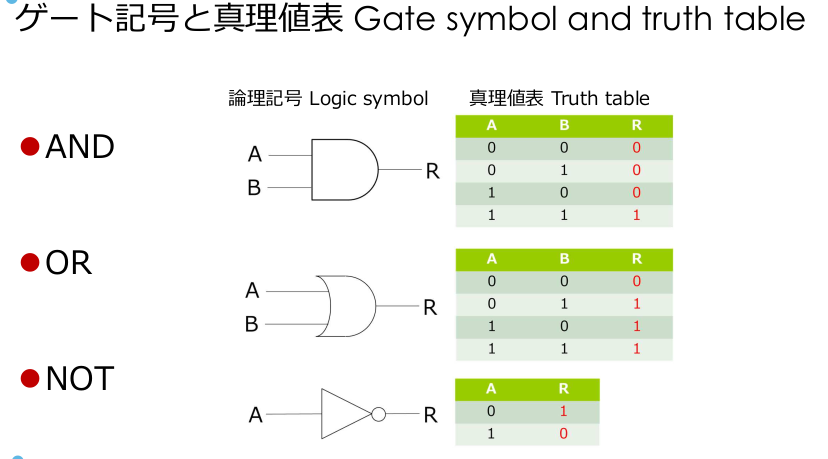 ゲート記号と真理値表 Gate symbol and truth table
論理記号 Logic symbol
真理値表 Truth table
●AND
A
B
R
A B R
0 0 0
0 1 0
1 0 0
1 1 1
●OR
A
B
R
A B R
0 0 0
0 1 1
1 0 1
1 1 1
●NOT
A
R
A R
0 1
1 0